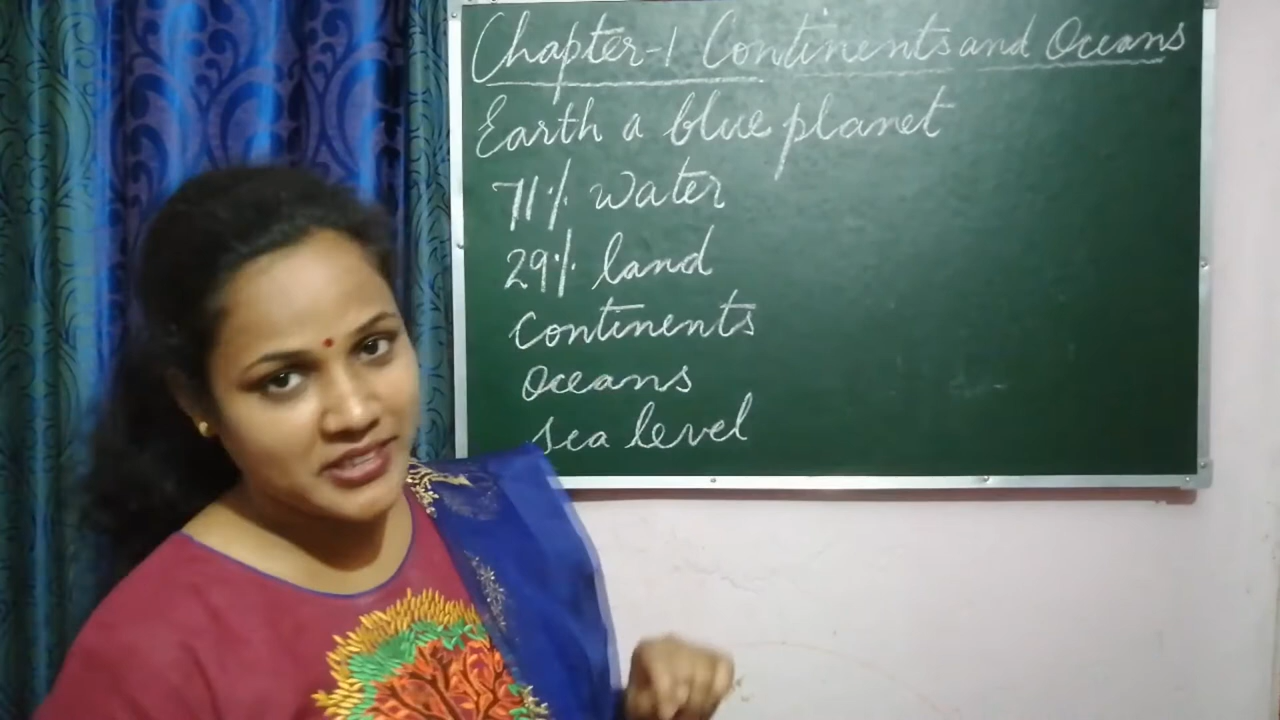 Chapter-1 Continents and Oceans
Earth a blue planet
71% water
29% land
continents
Oceans
sea level